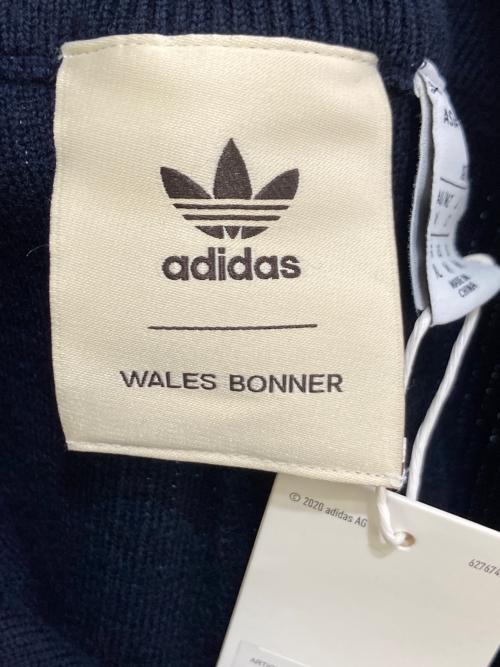 adidas
WALES BONNER
MADE IN
CHINA
© 2020 adidas AG
627674